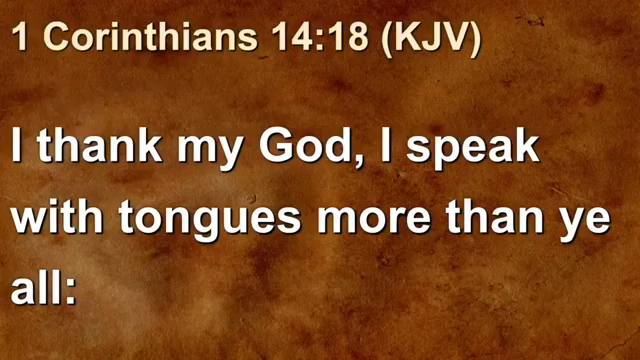 1 Corinthians 14:18 (KJV)
I thank my God, I speak
with tongues more than ye
all: